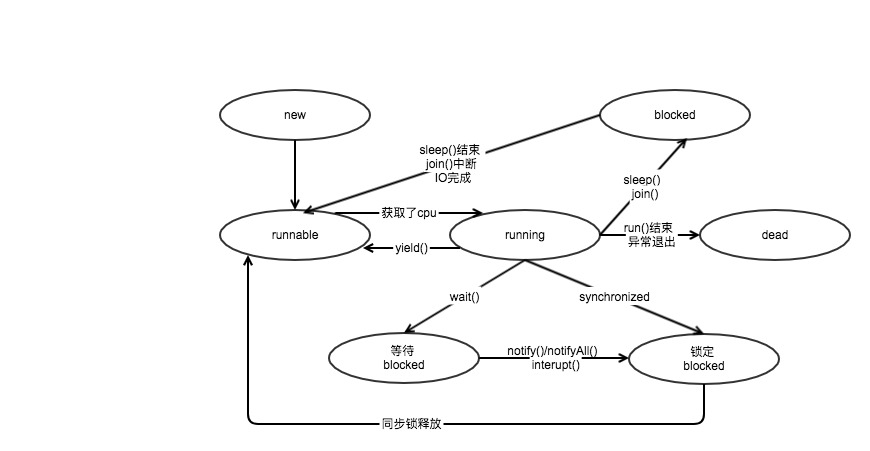 new
blocked
sleep()结束
join()中断
IO完成
sleep()
join()
获取了cpu
runnable
running
run()结束
异常退出
dead
yield()
wait()
synchronized
等待
blocked
notify()/notifyAll()
interupt()
锁定
blocked
同步锁释放